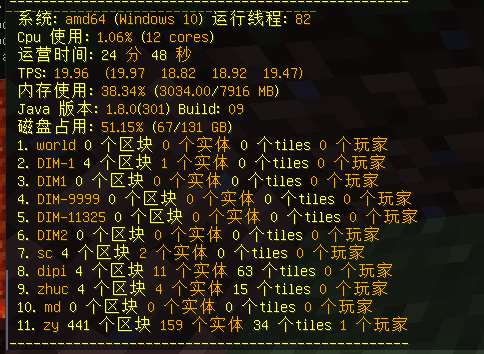 ------------------------------------------------
系统: amd64 (Windows 10) 运行线程: 82
Cpu 使用: 1.06% (12 cores)
运营时间: 24 分 48 秒
TPS: 19.96 (19.97 18.82 18.92 19.47)
内存使用: 38.34% (3034.00/7916 MB)
Java 版本: 1.8.0(301) Build: 09
磁盘占用: 51.15% (67/131 GB)
1. world 0 个区块 0 个实体 0 个tiles 0 个玩家
2. DIM-1 4 个区块 1 个实体 0 个tiles 0 个玩家
3. DIM1 0 个区块 0 个实体 0 个tiles 0 个玩家
4. DIM-9999 0 个区块 0 个实体 0 个tiles 0 个玩家
5. DIM-11325 0 个区块 0 个实体 0 个tiles 0 个玩家
6. DIM2 0 个区块 0 个实体 0 个tiles 0 个玩家
7. sc 4 个区块 2 个实体 0 个tiles 0 个玩家
8. dipi 4 个区块 11 个实体 63 个tiles 0 个玩家
9. zhuc 4 个区块 4 个实体 15 个tiles 0 个玩家
10. md 0 个区块 0 个实体 0 个tiles 0 个玩家
11. zy 441 个区块 159 个实体 34 个tiles 1 个玩家
------------------------------------------------